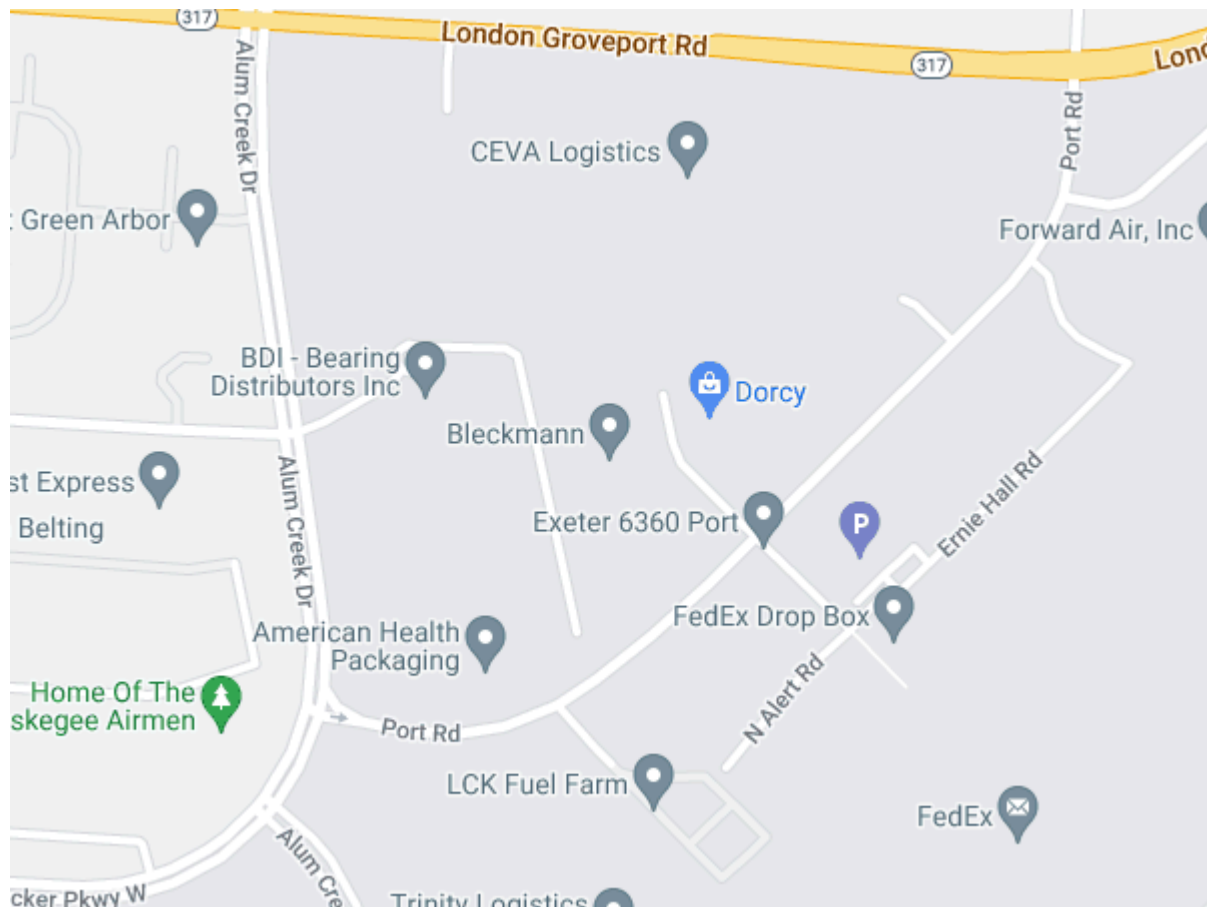 317
London Groveport Rd
317
Alum Creek Dr
Port Rd
CEVA Logistics
Green Arbor
Forward Air, Inc
BDI - Bearing
Distributors Inc
Dorcy
Bleckmann
st Express
Belting
Exeter 6360 Port
P
Ernie Hall Rd
Alum Creek Dr
FedEx Drop Box
American Health
Packaging
N Alert Rd
Home Of The
skegee Airmen
Port Rd
LCK Fuel Farm
FedEx
Alum Cre
cker Pkwy W
Trinity Logistics